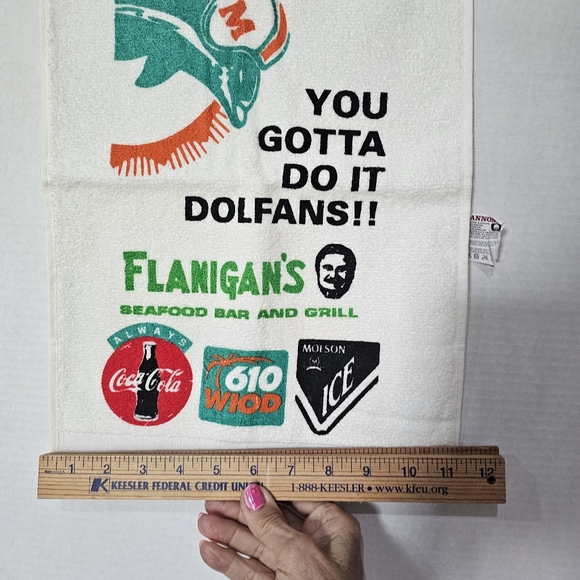 M
YOU
GOTTA
DO IT
DOLFANS!!
CANNON
FLANIGAN'S
SEAFOOD BAR AND GRILL
ALWAYS
Coca-Cola
610
WIOD
MOLSON
ICE
1 2 3 4 5 6 7 8 9 10 11 12
KEESLER FEDERAL CREDIT UNI
1-888-KEESLER • www.kfcu.org